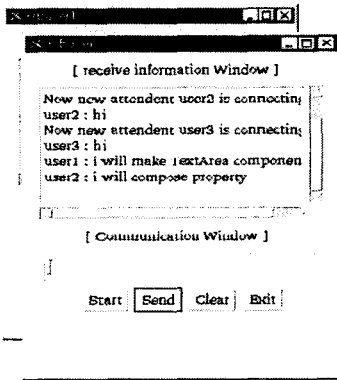 [ receive information Window ]
Now new attendent user2 is connecting
user2 : hi
Now new attendent user3 is connecting
user3 : hi
user1 : i will make TextArea componen
user2 : i will compose property
[ Communication Window ]
Start Send Clear Exit